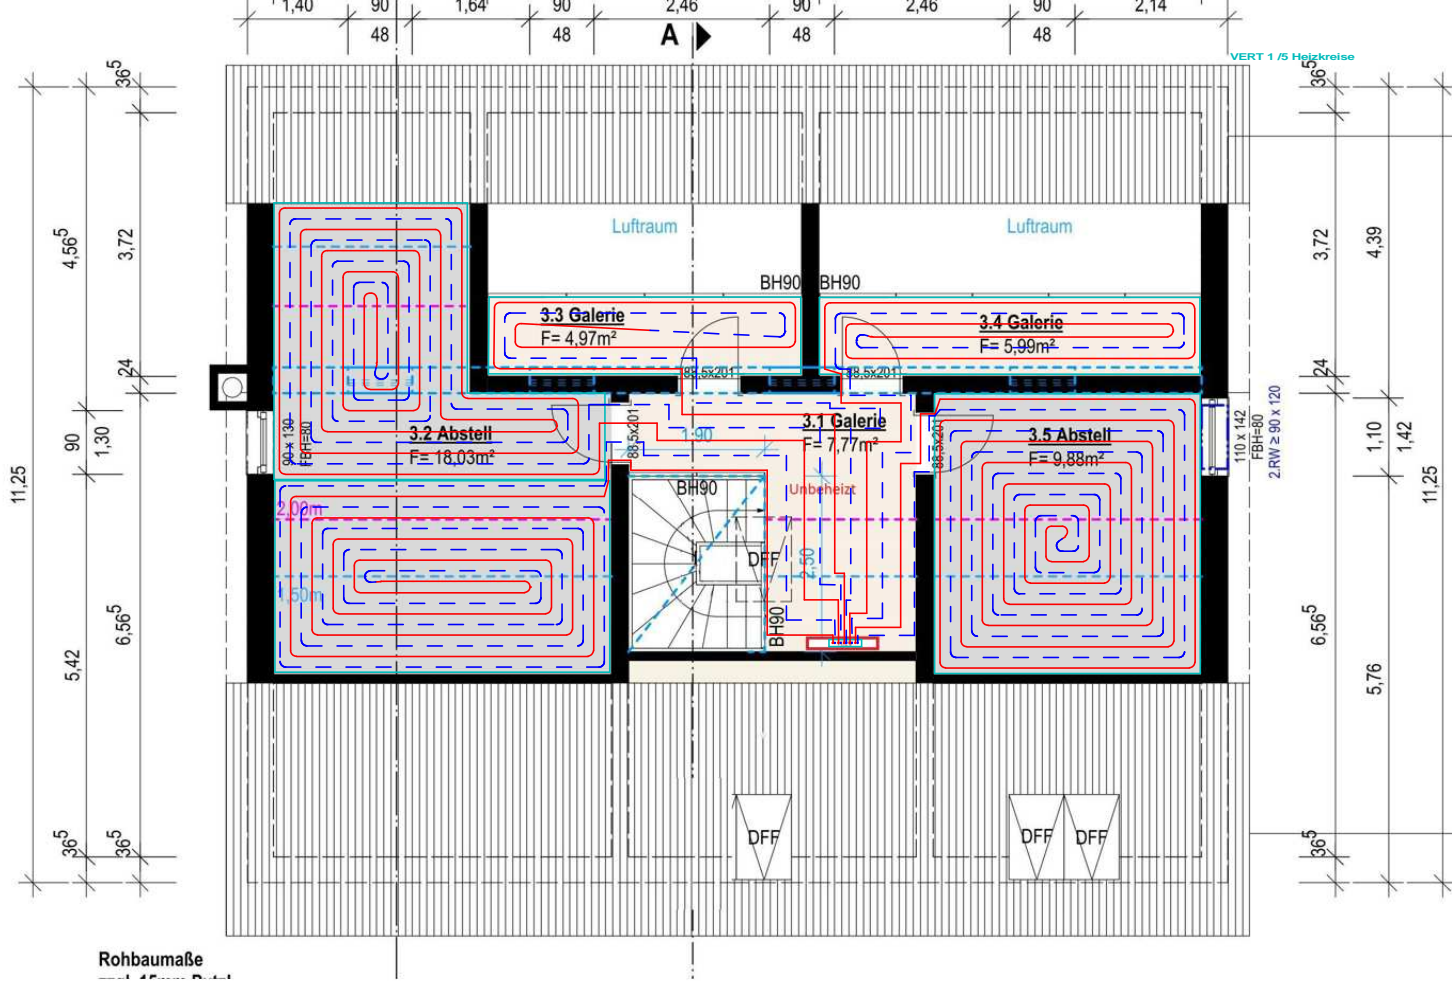 1,40 90 1,64 90 2,46 90 2,46 90 2,14
48 48 A 48 48
VERT 1 /5 Heizkreise
36⁵ 36⁵
4,56⁵ 3,72 Luftraum Luftraum 3,72 4,39
BH90 BH90
3.3 Galerie
F= 4,97m²
3.4 Galerie
F= 5,99m²
24 88,5x201 88,5x201 24
90 1,30 90 x 130
FBH=80
3.2 Abstell
F= 18,03m²
88,5x201 1,90
3.1 Galerie
F= 7,77m²
88,5x201
3.5 Abstell
F= 9,88m²
110 x 142
FBH=80
2.RW ≥ 90 x 120
1,10 1,42
11,25 BH90 Unbeheizt 11,25
2,00m
DFF 2,50
1,50m
6,56⁵ BH90 6,56⁵
5,42 5,76
36⁵ 36⁵ DFF DFF DFF 36⁵
Rohbaumaße